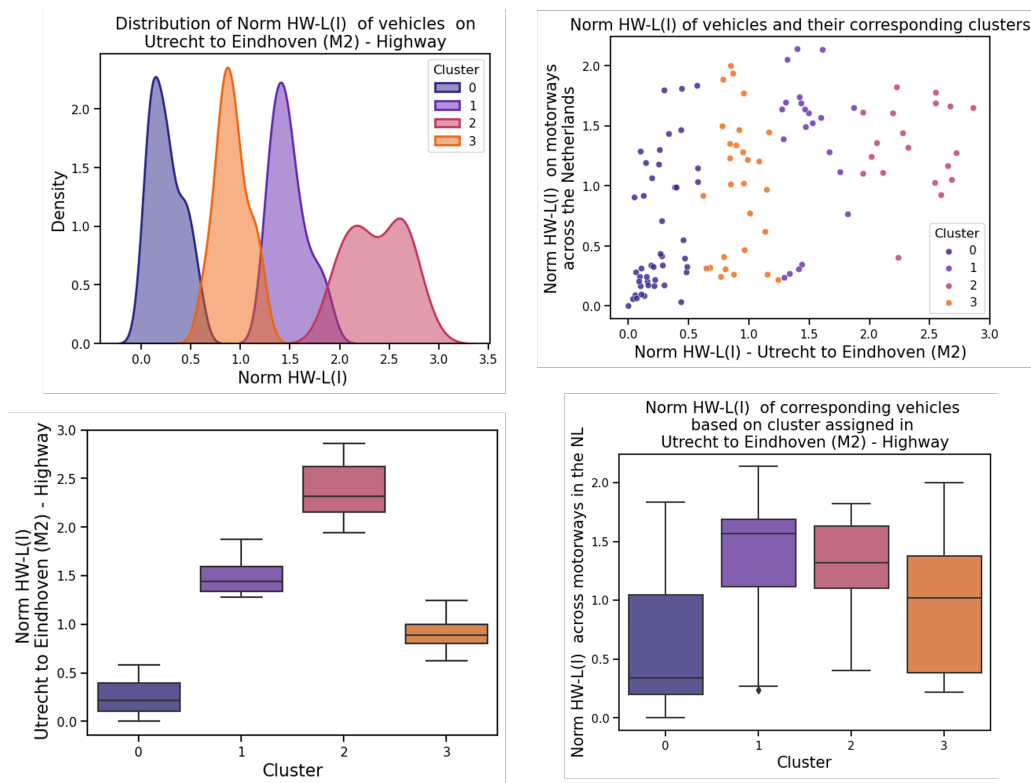 Distribution of Norm HW-L(I) of vehicles on
Utrecht to Eindhoven (M2) - Highway
Density
2.0
1.5
1.0
0.5
0.0
Cluster
0
1
2
3
0.0 0.5 1.0 1.5 2.0 2.5 3.0 3.5
Norm HW-L(I)
Norm HW-L(I) of vehicles and their corresponding clusters
Norm HW-L(I) on motorways
across the Netherlands
2.0
1.5
1.0
0.5
0.0
Cluster
0
1
2
3
0.0 0.5 1.0 1.5 2.0 2.5 3.0
Norm HW-L(I) - Utrecht to Eindhoven (M2)
Norm HW-L(I)
Utrecht to Eindhoven (M2) - Highway
3.0
2.5
2.0
1.5
1.0
0.5
0.0
0 1 2 3
Cluster
Norm HW-L(I) of corresponding vehicles
based on cluster assigned in
Utrecht to Eindhoven (M2) - Highway
Norm HW-L(I) across motorways in the NL
2.0
1.5
1.0
0.5
0.0
0 1 2 3
Cluster